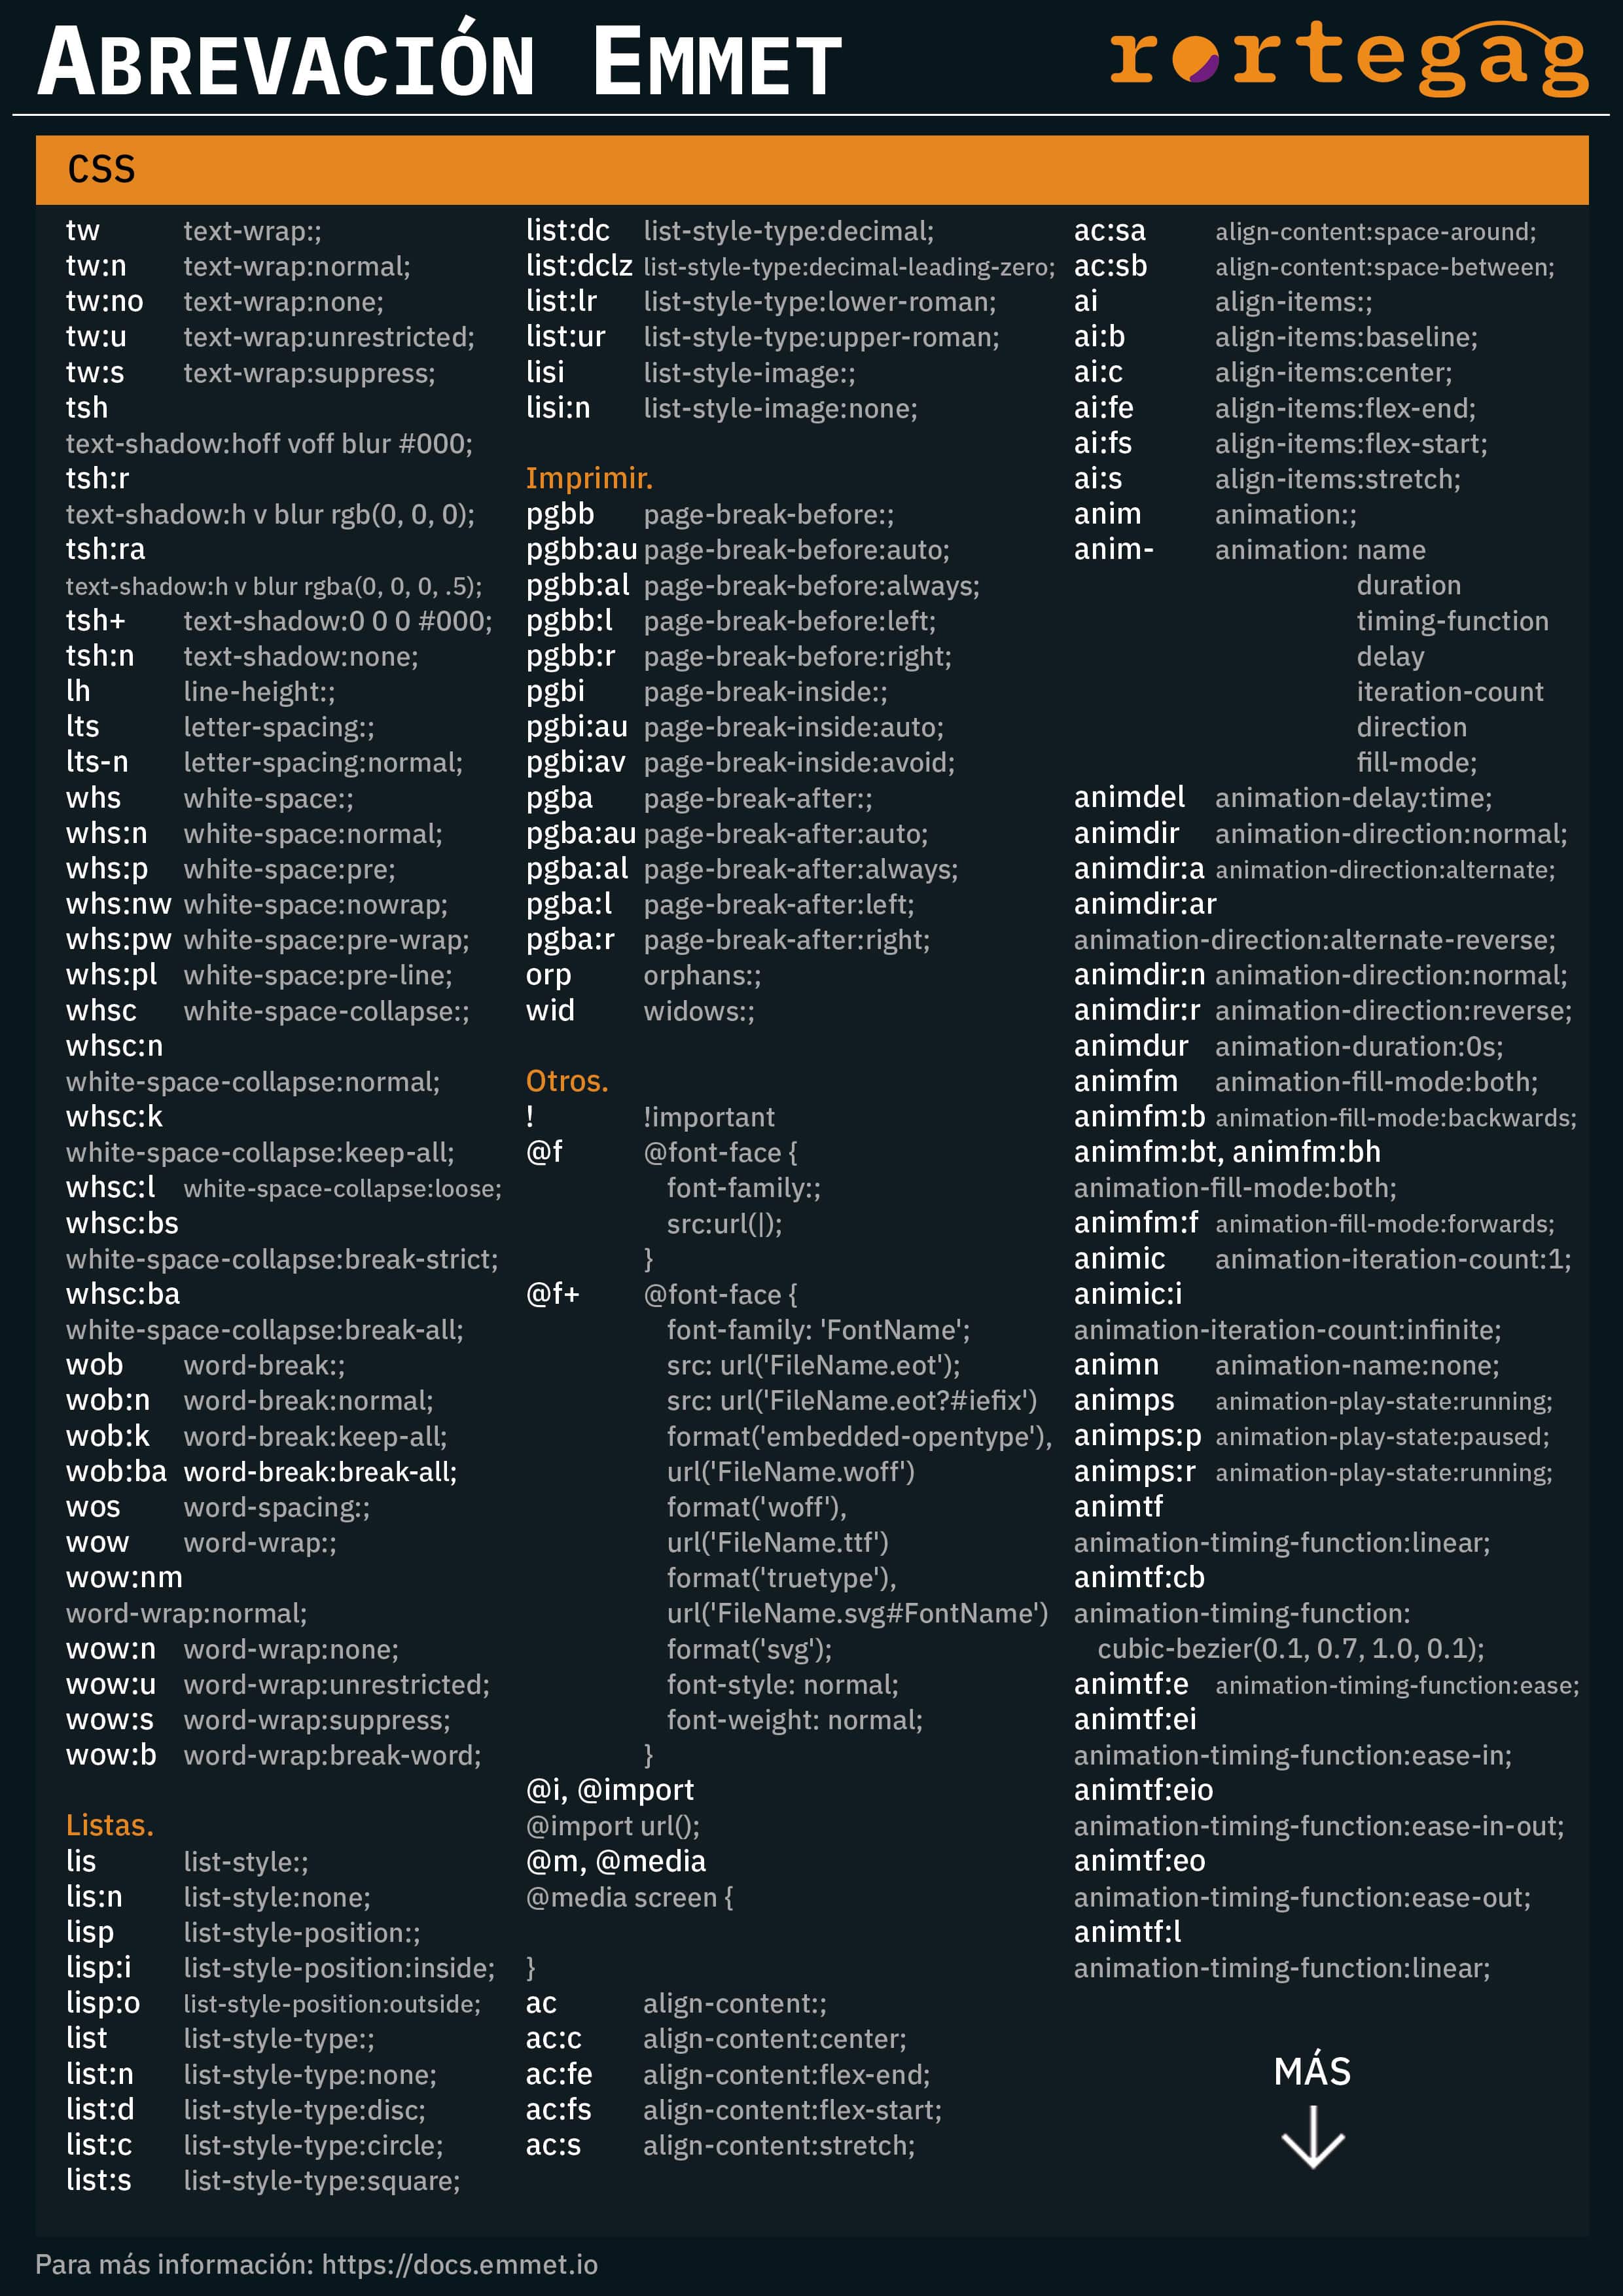 ABREVACIÓN EMMET
rortegag
CSS
tw text-wrap:;
tw:n text-wrap:normal;
tw:no text-wrap:none;
tw:u text-wrap:unrestricted;
tw:s text-wrap:suppress;
tsh
text-shadow:hoff voff blur #000;
tsh:r
text-shadow:h v blur rgb(0, 0, 0);
tsh:ra
text-shadow:h v blur rgba(0, 0, 0, .5);
tsh+ text-shadow:0 0 0 #000;
tsh:n text-shadow:none;
lh line-height:;
lts letter-spacing:;
lts-n letter-spacing:normal;
whs white-space:;
whs:n white-space:normal;
whs:p white-space:pre;
whs:nw white-space:nowrap;
whs:pw white-space:pre-wrap;
whs:pl white-space:pre-line;
whsc white-space-collapse:;
whsc:n
white-space-collapse:normal;
whsc:k
white-space-collapse:keep-all;
whsc:l white-space-collapse:loose;
whsc:bs
white-space-collapse:break-strict;
whsc:ba
white-space-collapse:break-all;
wob word-break:;
wob:n word-break:normal;
wob:k word-break:keep-all;
wob:ba word-break:break-all;
wos word-spacing:;
wow word-wrap:;
wow:nm
word-wrap:normal;
wow:n word-wrap:none;
wow:u word-wrap:unrestricted;
wow:s word-wrap:suppress;
wow:b word-wrap:break-word;
Listas.
lis list-style:;
lis:n list-style:none;
lisp list-style-position:;
lisp:i list-style-position:inside;
lisp:o list-style-position:outside;
list list-style-type:;
list:n list-style-type:none;
list:d list-style-type:disc;
list:c list-style-type:circle;
list:s list-style-type:square;
list:dc list-style-type:decimal;
list:dclz list-style-type:decimal-leading-zero;
list:lr list-style-type:lower-roman;
list:ur list-style-type:upper-roman;
lisi list-style-image:;
lisi:n list-style-image:none;
Imprimir.
pgbb page-break-before:;
pgbb:au page-break-before:auto;
pgbb:al page-break-before:always;
pgbb:l page-break-before:left;
pgbb:r page-break-before:right;
pgbi page-break-inside:;
pgbi:au page-break-inside:auto;
pgbi:av page-break-inside:avoid;
pgba page-break-after:;
pgba:au page-break-after:auto;
pgba:al page-break-after:always;
pgba:l page-break-after:left;
pgba:r page-break-after:right;
orp orphans:;
wid widows:;
Otros.
! !important
@f @font-face {
font-family:;
src:url(|);
}
@f+ @font-face {
font-family: 'FontName';
src: url('FileName.eot');
src: url('FileName.eot?#iefix')
format('embedded-opentype'),
url('FileName.woff')
format('woff'),
url('FileName.ttf')
format('truetype'),
url('FileName.svg#FontName')
format('svg');
font-style: normal;
font-weight: normal;
}
@i, @import
@import url();
@m, @media
@media screen {
}
ac align-content:;
ac:c align-content:center;
ac:fe align-content:flex-end;
ac:fs align-content:flex-start;
ac:s align-content:stretch;
ac:sa align-content:space-around;
ac:sb align-content:space-between;
ai align-items:;
ai:b align-items:baseline;
ai:c align-items:center;
ai:fe align-items:flex-end;
ai:fs align-items:flex-start;
ai:s align-items:stretch;
anim animation:;
anim- animation: name
duration
timing-function
delay
iteration-count
direction
fill-mode;
animdel animation-delay:time;
animdir animation-direction:normal;
animdir:a animation-direction:alternate;
animdir:ar
animation-direction:alternate-reverse;
animdir:n animation-direction:normal;
animdir:r animation-direction:reverse;
animdur animation-duration:0s;
animfm animation-fill-mode:both;
animfm:b animation-fill-mode:backwards;
animfm:bt, animfm:bh
animation-fill-mode:both;
animfm:f animation-fill-mode:forwards;
animic animation-iteration-count:1;
animic:i
animation-iteration-count:infinite;
animn animation-name:none;
animps animation-play-state:running;
animps:p animation-play-state:paused;
animps:r animation-play-state:running;
animtf
animation-timing-function:linear;
animtf:cb
animation-timing-function:
cubic-bezier(0.1, 0.7, 1.0, 0.1);
animtf:e animation-timing-function:ease;
animtf:ei
animation-timing-function:ease-in;
animtf:eio
animation-timing-function:ease-in-out;
animtf:eo
animation-timing-function:ease-out;
animtf:l
animation-timing-function:linear;
MÁS
Para más información: https://docs.emmet.io